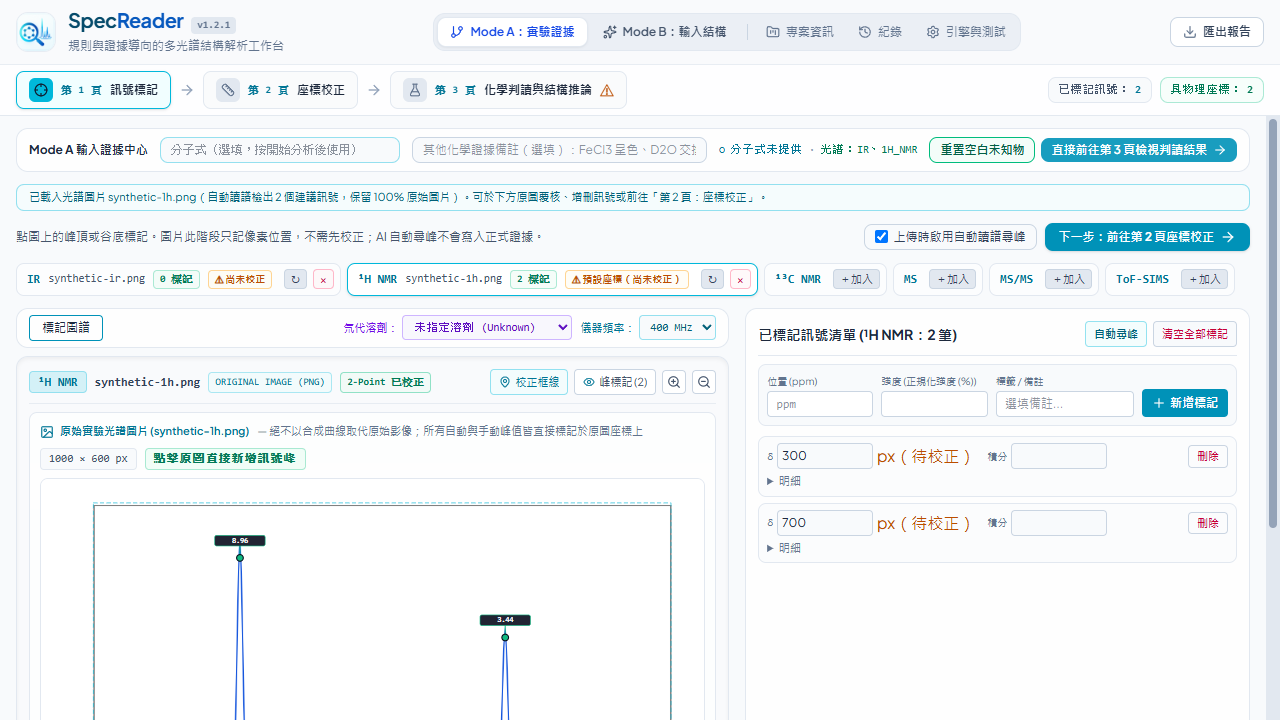 SpecReader v1.2.1
規則與證據導向的多光譜結構解析工作台
Mode A：實驗證據
Mode B：輸入結構
專案資訊
紀錄
引擎與測試
匯出報告
第 1 頁 訊號標記
第 2 頁 座標校正
第 3 頁 化學判讀與結構推論
已標記訊號： 2
具物理座標： 2
Mode A 輸入證據中心
分子式（選填，按開始分析後使用）
其他化學證據備註（選填）：FeCl3 呈色、D2O 交換
分子式未提供 · 光譜：IR、1H_NMR
重置空白未知物
直接前往第 3 頁檢視判讀結果
已載入光譜圖片 synthetic-1h.png（自動讀譜檢出 2 個建議訊號，保留 100% 原始圖片）。可於下方原圖覆核、增刪訊號或前往「第 2 頁：座標校正」。
點圖上的峰頂或谷底標記。圖片此階段只記像素位置，不需先校正；AI 自動尋峰不會寫入正式證據。
上傳時啟用自動讀譜尋峰
下一步：前往第 2 頁座標校正
IR synthetic-ir.png 0 標記 ⚠尚未校正 ↻ ×
¹H NMR synthetic-1h.png 2 標記 ⚠預設座標（尚未校正） ↻ ×
¹³C NMR ＋加入
MS ＋加入
MS/MS ＋加入
ToF-SIMS ＋加入
標記圖譜
氘代溶劑： 未指定溶劑 (Unknown)
儀器頻率： 400 MHz
¹H NMR synthetic-1h.png ORIGINAL IMAGE (PNG) 2-Point 已校正
校正框線
峰標記(2)
原始實驗光譜圖片(synthetic-1h.png) — 絕不以合成曲線取代原始影像；所有自動與手動峰值皆直接標記於原圖座標上
1000 × 600 px
點擊原圖直接新增訊號峰
8.96
3.44
已標記訊號清單 (¹H NMR：2 筆)
自動尋峰
清空全部標記
位置(ppm)
強度(正規化強度(%))
標籤 / 備註
ppm
選填備註...
新增標記
δ 300 px（待校正） 積分
刪除
▶ 明細
δ 700 px（待校正） 積分
刪除
▶ 明細